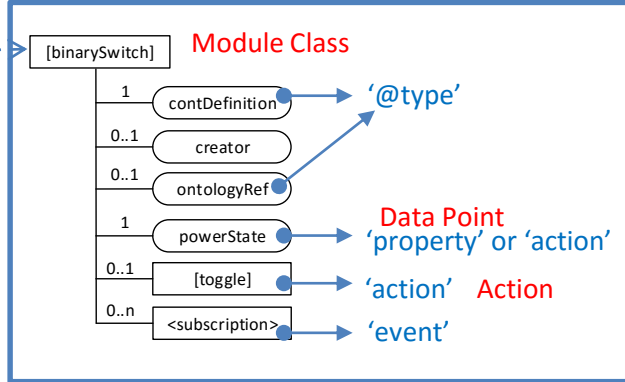 [binarySwitch] Module Class
1 contDefinition ‘@type’
0..1 creator
0..1 ontologyRef
Data Point
1 powerState ‘property’ or ‘action’
0..1 [toggle] ‘action’ Action
0..n <subscription> ‘event’